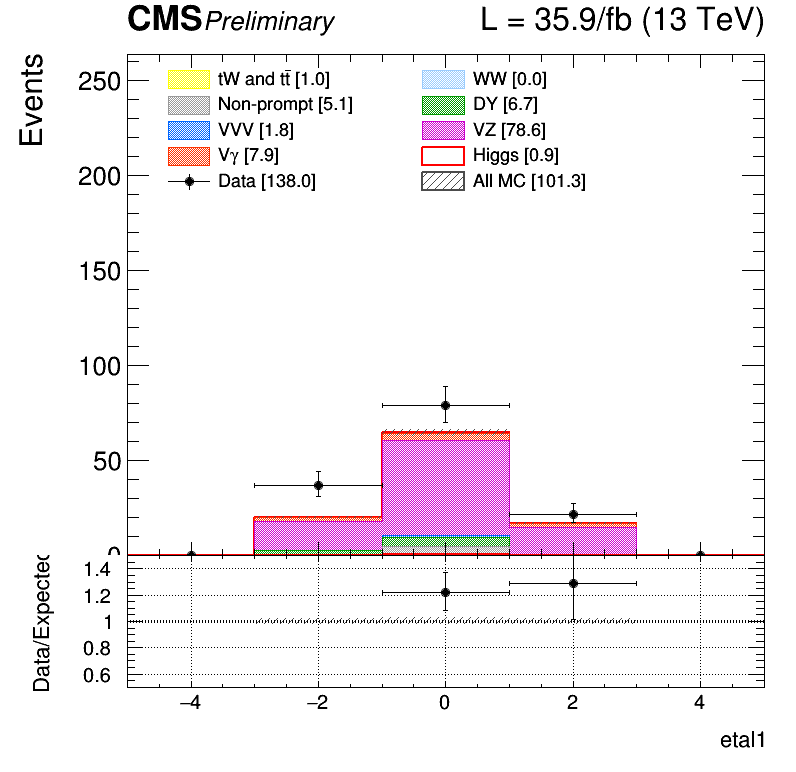 CMS Preliminary L = 35.9/fb (13 TeV)
Events
250
200
150
100
50
0
tW and tt̄ [1.0]
Non-prompt [5.1]
VVV [1.8]
Vγ [7.9]
Data [138.0]
WW [0.0]
DY [6.7]
VZ [78.6]
Higgs [0.9]
All MC [101.3]
Data/Expected
1.4
1.2
1
0.8
0.6
−4 −2 0 2 4
etal1